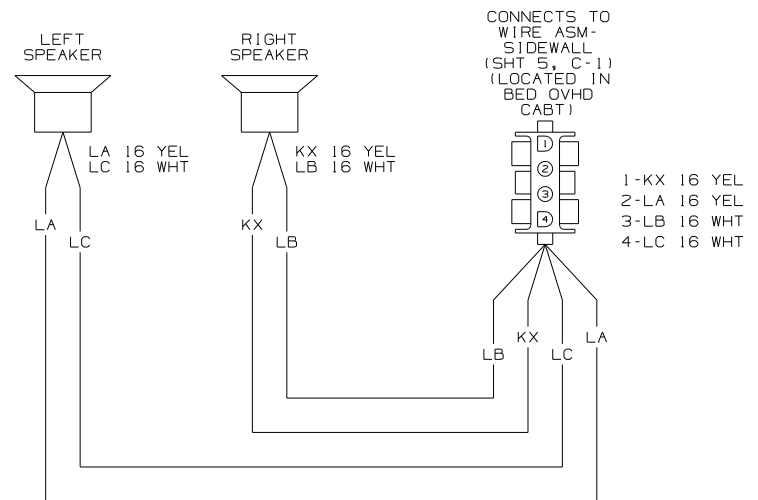 LEFT
SPEAKER
RIGHT
SPEAKER
CONNECTS TO
WIRE ASM-
SIDEWALL
(SHT 5, C-1)
(LOCATED IN
BED OVHD
CABT)
LA 16 YEL
LC 16 WHT
KX 16 YEL
LB 16 WHT
1
2
3
4
1-KX 16 YEL
2-LA 16 YEL
3-LB 16 WHT
4-LC 16 WHT
LA
LC
KX
LB
LB
KX
LC
LA